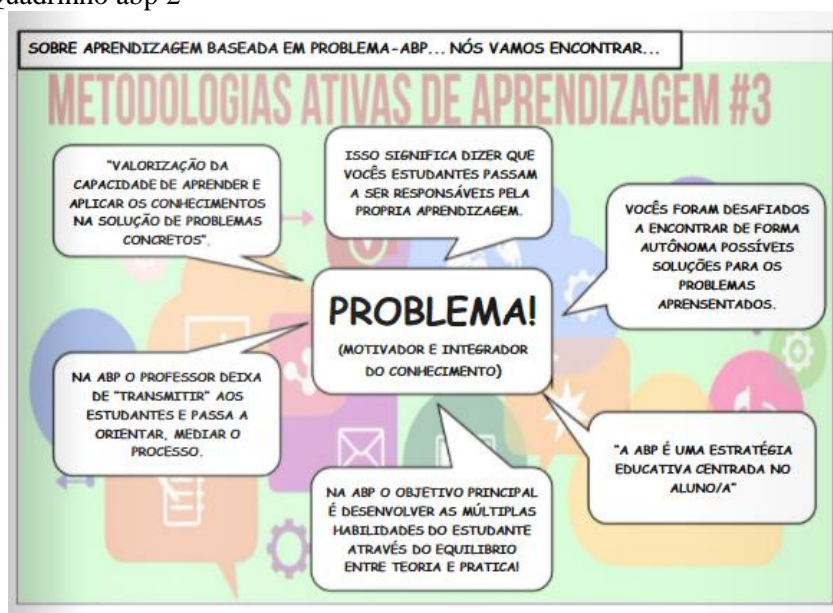 Quadrinho abp 2
SOBRE APRENDIZAGEM BASEADA EM PROBLEMA-ABP... NÓS VAMOS ENCONTRAR...
METODOLOGIAS ATIVAS DE APRENDIZAGEM #3
"VALORIZAÇÃO DA
CAPACIDADE DE APRENDER E
APLICAR OS CONHECIMENTOS
NA SOLUÇÃO DE PROBLEMAS
CONCRETOS".
ISSO SIGNIFICA DIZER QUE
VOCÊS ESTUDANTES PASSAM
A SER RESPONSÁVEIS PELA
PROPRIA APRENDIZAGEM.
VOCÊS FORAM DESAFIADOS
A ENCONTRAR DE FORMA
AUTÔNOMA POSSÍVEIS
SOLUÇÕES PARA OS
PROBLEMAS
APRENSENTADOS.
PROBLEMA!
(MOTIVADOR E INTEGRADOR
DO CONHECIMENTO)
NA ABP O PROFESSOR DEIXA
DE "TRANSMITIR" AOS
ESTUDANTES E PASSA A
ORIENTAR, MEDIAR O
PROCESSO.
"A ABP É UMA ESTRATÉGIA
EDUCATIVA CENTRADA NO
ALUNO/A"
NA ABP O OBJETIVO PRINCIPAL
É DESENVOLVER AS MÚLTIPLAS
HABILIDADES DO ESTUDANTE
ATRAVÉS DO EQUILIBRIO
ENTRE TEORIA E PRATICA!